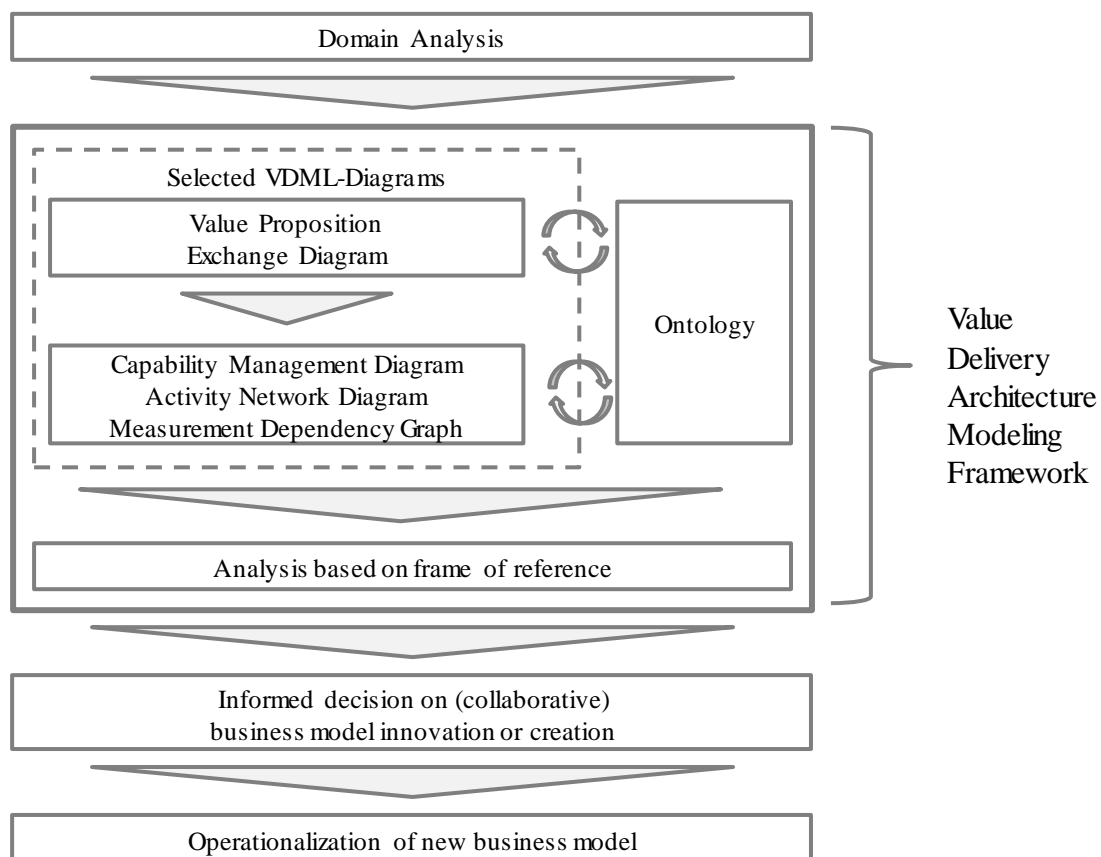 Domain Analysis
Selected VDML-Diagrams
Value Proposition
Exchange Diagram
Capability Management Diagram
Activity Network Diagram
Measurement Dependency Graph
Ontology
Analysis based on frame of reference
Value
Delivery
Architecture
Modeling
Framework
Informed decision on (collaborative)
business model innovation or creation
Operationalization of new business model